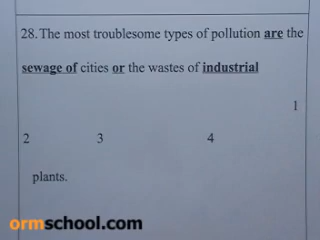 28. The most troublesome types of pollution are the
sewage of cities or the wastes of industrial
1
2 3 4
plants.
ormschool.com